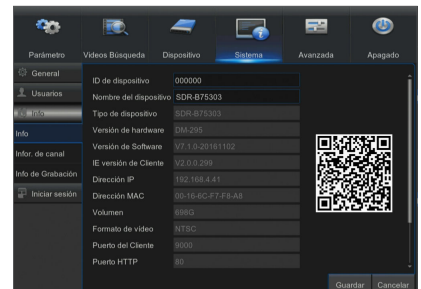 Parámetro Videos Búsqueda Dispositivo Sistema Avanzada Apagado
General
Usuarios
Info
Info
Infor. de canal
Info de Grabación
Iniciar sesión
ID de dispositivo 000000
Nombre del dispositivo SDR-B75303
Tipo de dispositivo SDR-B75303
Versión de hardware DM-295
Versión de Software V7.1.0-20161102
IE versión de Cliente V2.0.0.299
Dirección IP 192.168.4.41
Dirección MAC 00-16-6C-F7-F8-A8
Volumen 698G
Formato de vídeo NTSC
Puerto del Cliente 9000
Puerto HTTP 80
Guardar Cancelar